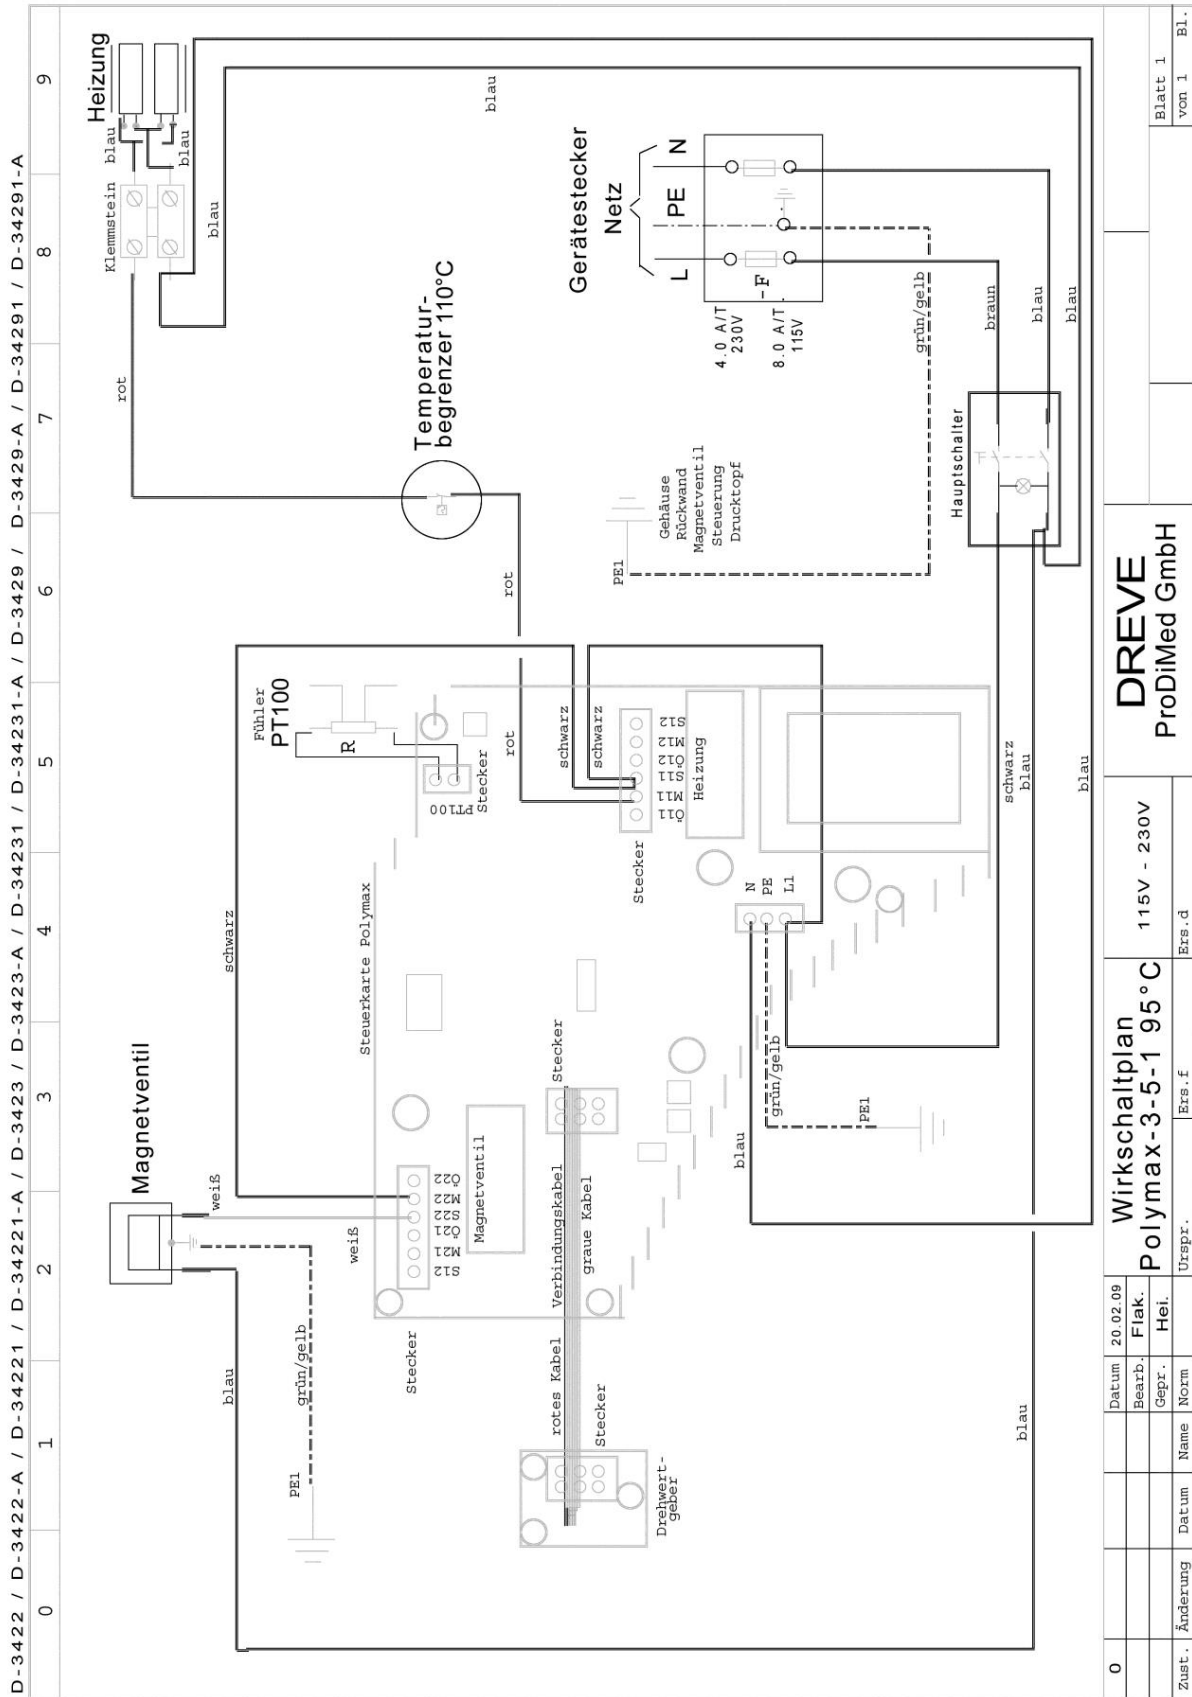 D-3422 / D-3422-A / D-34221 / D-34221-A / D-3423 / D-3423-A / D-34231 / D-34231-A / D-3429 / D-3429-A / D-34291 / D-34291-A
0
1
2
3
4
5
6
7
8
9
Heizung
blau
blau
Klemmstein
blau
blau
rot
Temperatur-
begrenzer 110°C
rot
Gerätestecker
Netz
L
PE
N
-F
4.0 A/T
230V
8.0 A/T
115V
grün/gelb
braun
blau
blau
Hauptschalter
Gehäuse
Rückwand
Magnetventil
Steuerung
Drucktopf
PE1
Fühler
PT100
R
PT100
Stecker
rot
schwarz
schwarz
Ö11
M11
S11
Ö12
M12
S12
Heizung
Stecker
schwarz
Steuerkarte Polymax
N
PE
L1
schwarz
blau
blau
Magnetventil
weiß
weiß
S12
M21
Ö21
S22
M22
Ö22
Magnetventil
Stecker
Stecker
Verbindungskabel
graue Kabel
rotes Kabel
Stecker
Drehwert-
geber
grün/gelb
PE1
blau
blau
grün/gelb
PE1
blau
0
Zust.
Änderung
Datum
Name
Norm
Datum
20.02.09
Bearb.
Flak.
Gepr.
Hei.
Wirkschaltplan
Polymax-3-5-1 95°C
115V - 230V
Urspr.
Ers.f
Ers.d
DREVE
ProDiMed GmbH
Blatt 1
von 1
Bl.